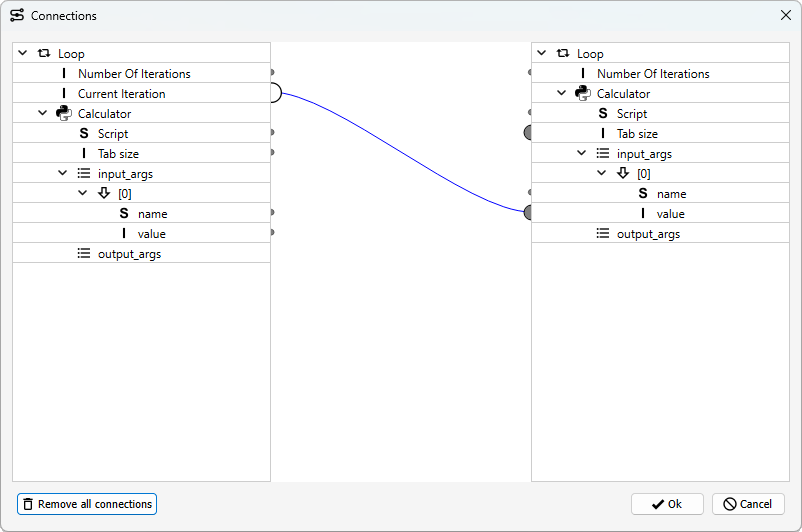 Connections
Loop
I Number Of Iterations
I Current Iteration
Calculator
S Script
I Tab size
input_args
[0]
S name
I value
output_args
Loop
I Number Of Iterations
Calculator
S Script
I Tab size
input_args
[0]
S name
I value
output_args
Remove all connections
Ok
Cancel